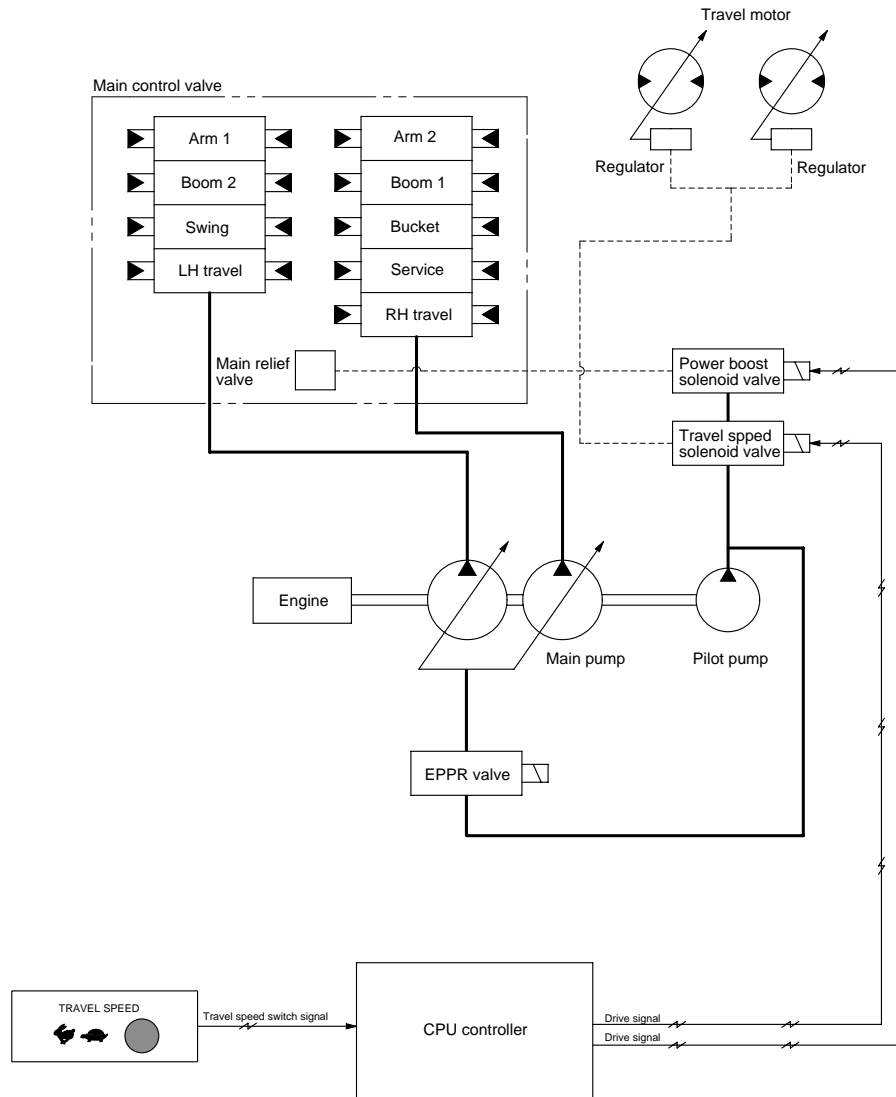 Travel motor
Main control valve
Arm 1
Arm 2
Regulator
Regulator
Boom 2
Boom 1
Swing
Bucket
LH travel
Service
RH travel
Main relief
valve
Power boost
solenoid valve
Travel spped
solenoid valve
Engine
Main pump
Pilot pump
EPPR valve
TRAVEL SPEED
Travel speed switch signal
CPU controller
Drive signal
Drive signal